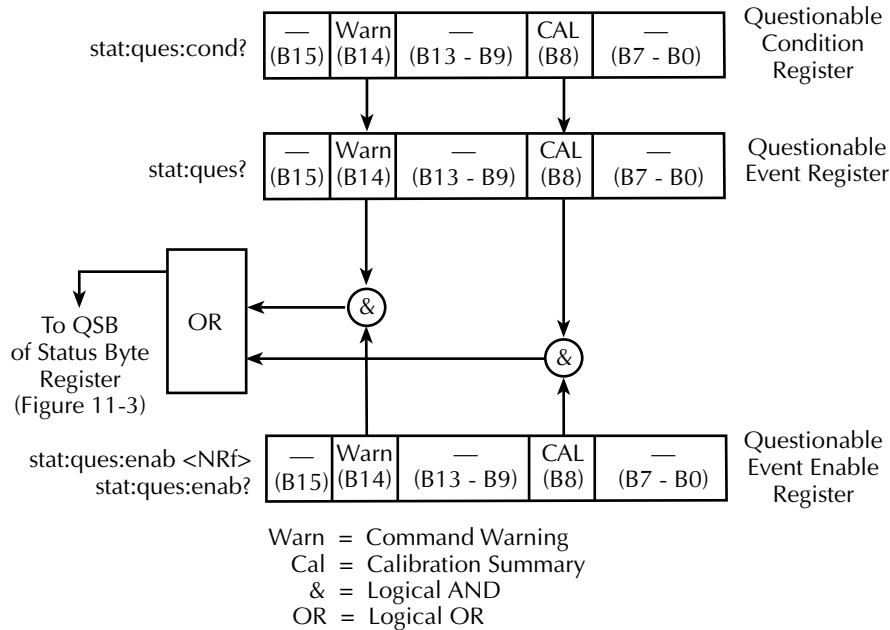 stat:ques:cond?
— Warn — CAL —
(B15) (B14) (B13 - B9) (B8) (B7 - B0)
Questionable
Condition
Register
stat:ques?
— Warn — CAL —
(B15) (B14) (B13 - B9) (B8) (B7 - B0)
Questionable
Event Register
&
OR
&
To QSB
of Status Byte
Register
(Figure 11-3)
stat:ques:enab <NRf>
stat:ques:enab?
— Warn — CAL —
(B15) (B14) (B13 - B9) (B8) (B7 - B0)
Questionable
Event Enable
Register
Warn = Command Warning
Cal = Calibration Summary
& = Logical AND
OR = Logical OR